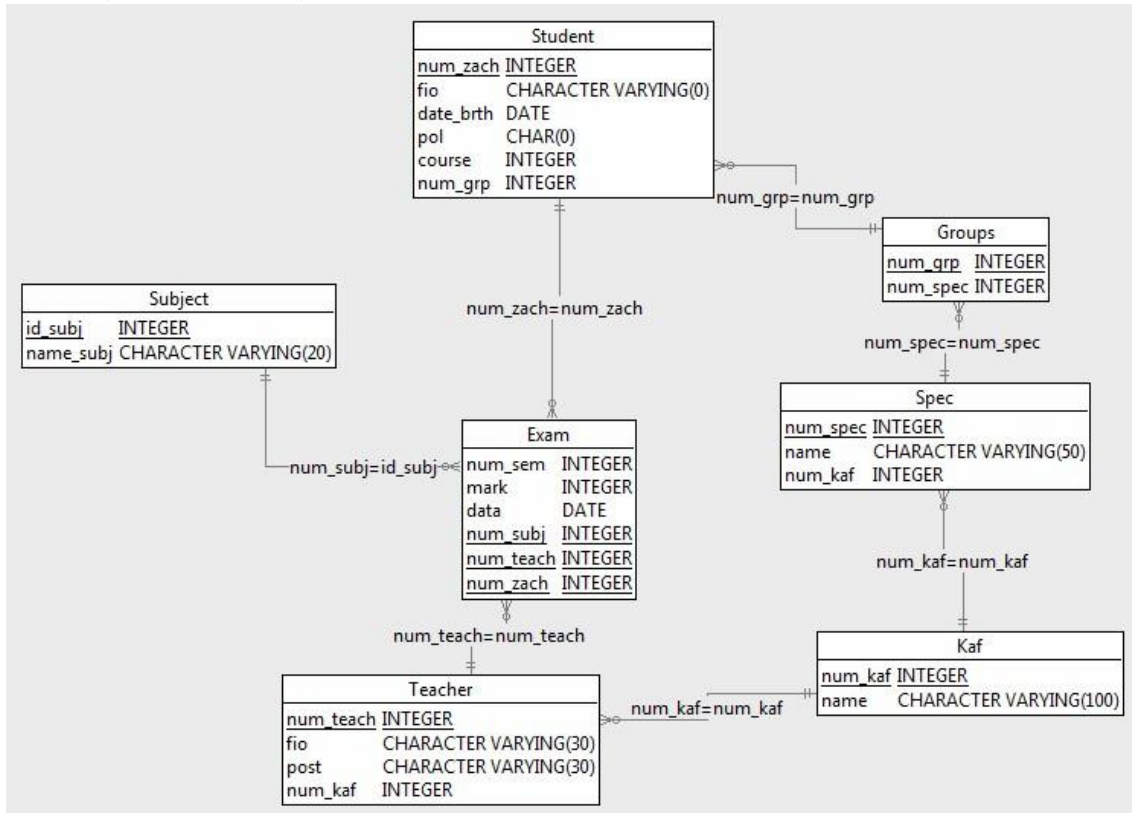 Student
num_zach INTEGER
fio CHARACTER VARYING(0)
date_brth DATE
pol CHAR(0)
course INTEGER
num_grp INTEGER
num_grp=num_grp
Groups
num_grp INTEGER
num_spec INTEGER
Subject
id_subj INTEGER
name_subj CHARACTER VARYING(20)
num_zach=num_zach
num_spec=num_spec
Spec
num_spec INTEGER
name CHARACTER VARYING(50)
num_kaf INTEGER
Exam
num_sem INTEGER
mark INTEGER
data DATE
num_subj INTEGER
num_teach INTEGER
num_zach INTEGER
num_subj=id_subj
num_kaf=num_kaf
num_teach=num_teach
Kaf
num_kaf INTEGER
name CHARACTER VARYING(100)
Teacher
num_teach INTEGER
fio CHARACTER VARYING(30)
post CHARACTER VARYING(30)
num_kaf INTEGER
num_kaf=num_kaf